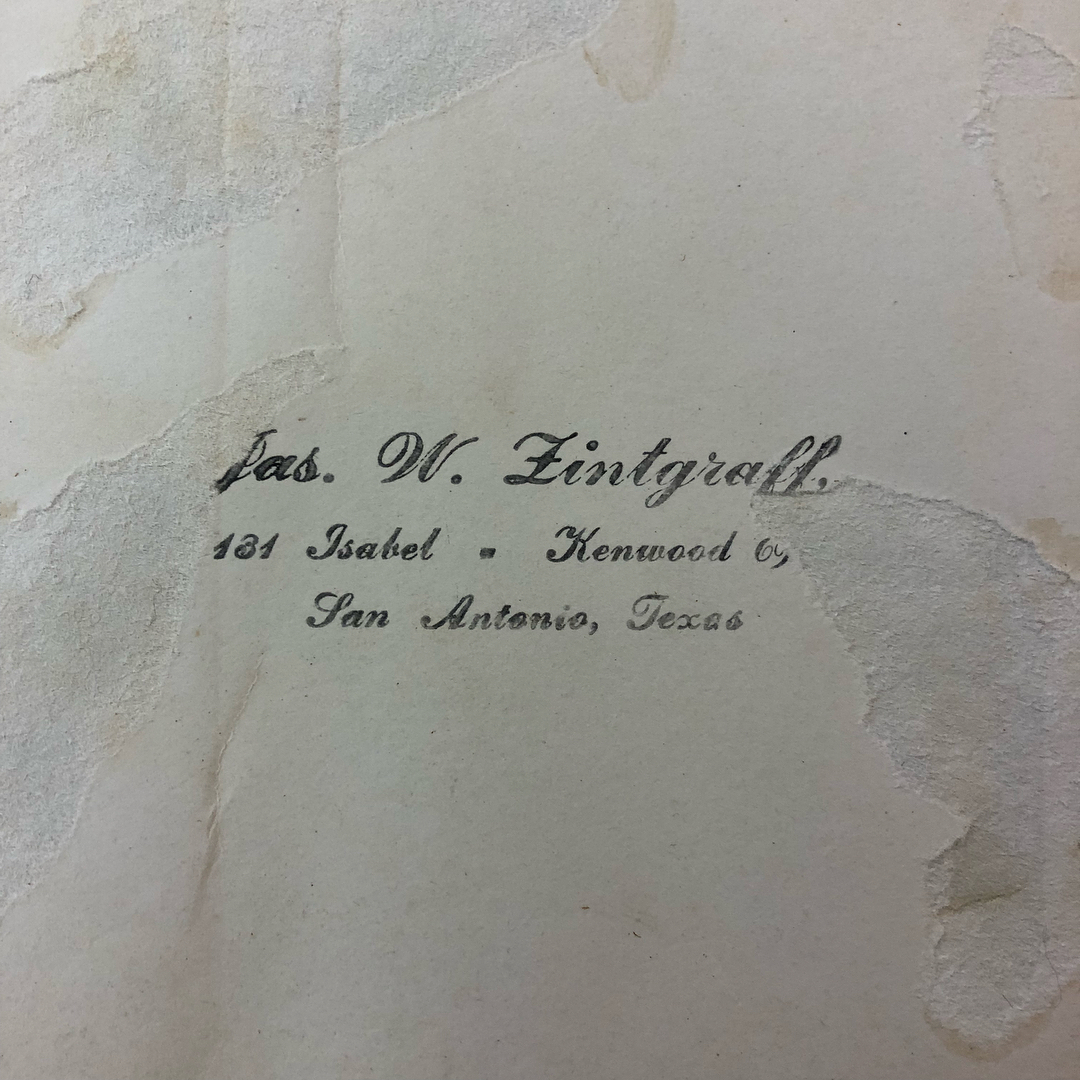 Jas. W. Zintgraff.
131 Isabel - Kenwood
San Antonio, Texas